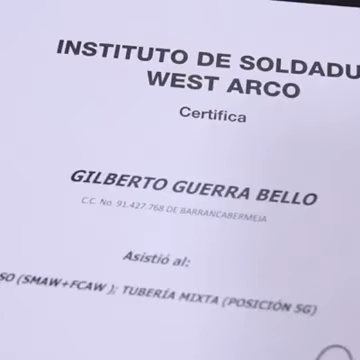 INSTITUTO DE SOLDADU
WEST ARCO
Certifica
GILBERTO GUERRA BELLO
C.C. No. 91.427.768 DE BARRANCABERMEJA
Asistió al:
SO (SMAW+FCAW ); TUBERÍA MIXTA (POSICIÓN 5G)